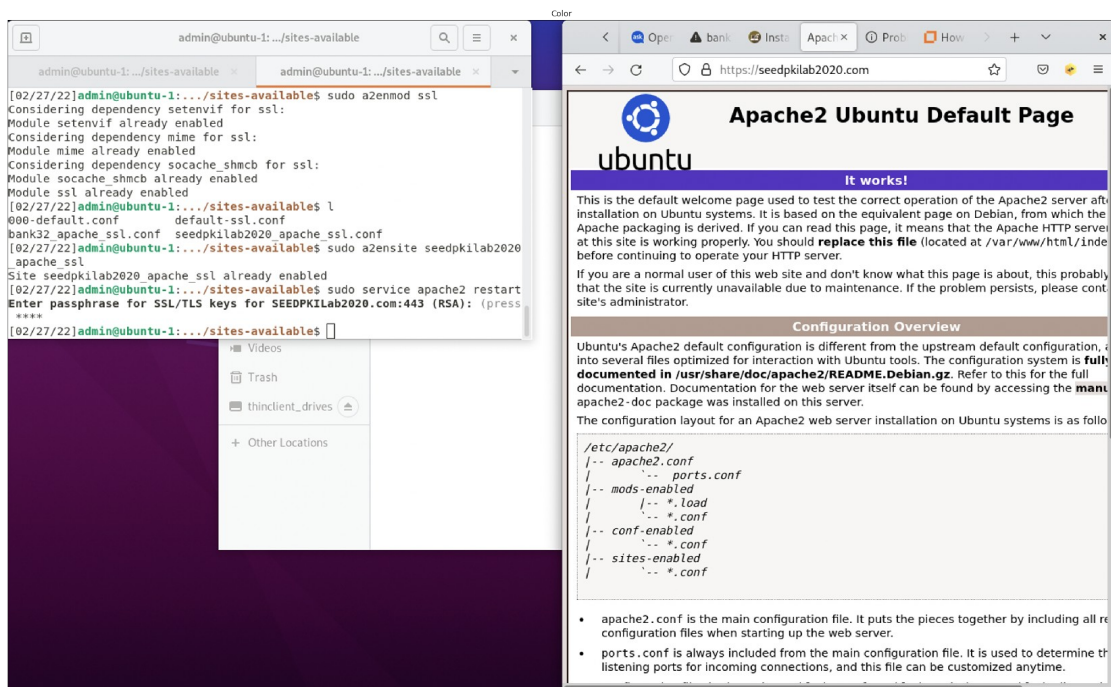 Color
admin@ubuntu-1: .../sites-available
admin@ubuntu-1: .../sites-available
admin@ubuntu-1: .../sites-available
[02/27/22]admin@ubuntu-1:.../sites-available$ sudo a2enmod ssl
Considering dependency setenvif for ssl:
Module setenvif already enabled
Considering dependency mime for ssl:
Module mime already enabled
Considering dependency socache_shmcb for ssl:
Module socache_shmcb already enabled
Module ssl already enabled
[02/27/22]admin@ubuntu-1:.../sites-available$ l
000-default.conf default-ssl.conf
bank32_apache_ssl.conf seedpkilab2020_apache_ssl.conf
[02/27/22]admin@ubuntu-1:.../sites-available$ sudo a2ensite seedpkilab2020
_apache_ssl
Site seedpkilab2020_apache_ssl already enabled
[02/27/22]admin@ubuntu-1:.../sites-available$ sudo service apache2 restart
Enter passphrase for SSL/TLS keys for SEEDPKILab2020.com:443 (RSA): (press
****
[02/27/22]admin@ubuntu-1:.../sites-available$
Videos
Trash
thinclient_drives
+ Other Locations
ask Oper bank Insta Apach Prob How
https://seedpkilab2020.com
ubuntu
Apache2 Ubuntu Default Page
It works!
This is the default welcome page used to test the correct operation of the Apache2 server afte
installation on Ubuntu systems. It is based on the equivalent page on Debian, from which the
Apache packaging is derived. If you can read this page, it means that the Apache HTTP server
at this site is working properly. You should replace this file (located at /var/www/html/inde
before continuing to operate your HTTP server.
If you are a normal user of this web site and don't know what this page is about, this probably
that the site is currently unavailable due to maintenance. If the problem persists, please conta
site's administrator.
Configuration Overview
Ubuntu's Apache2 default configuration is different from the upstream default configuration, a
into several files optimized for interaction with Ubuntu tools. The configuration system is fully
documented in /usr/share/doc/apache2/README.Debian.gz. Refer to this for the full
documentation. Documentation for the web server itself can be found by accessing the manu
apache2-doc package was installed on this server.
The configuration layout for an Apache2 web server installation on Ubuntu systems is as follo
/etc/apache2/
|-- apache2.conf
|       `-- ports.conf
|-- mods-enabled
|       |-- *.load
|       `-- *.conf
|-- conf-enabled
|       `-- *.conf
|-- sites-enabled
|       `-- *.conf
• apache2.conf is the main configuration file. It puts the pieces together by including all re
configuration files when starting up the web server.
• ports.conf is always included from the main configuration file. It is used to determine th
listening ports for incoming connections, and this file can be customized anytime.